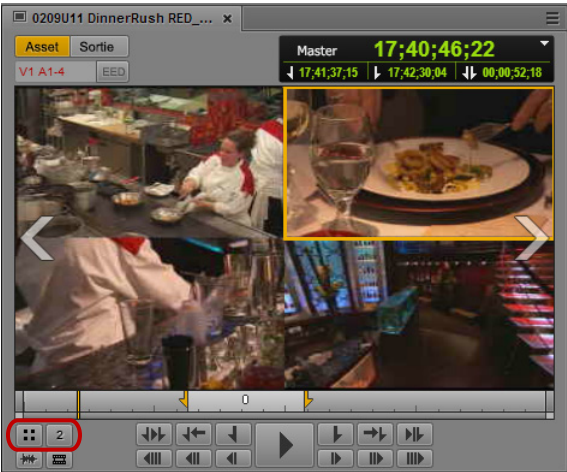 0209U11 DinnerRush RED_... ×
Asset Sortie
V1 A1-4 EED
Master 17;40;46;22
17;41;37;15 17;42;30;04 00;00;52;18
0
2